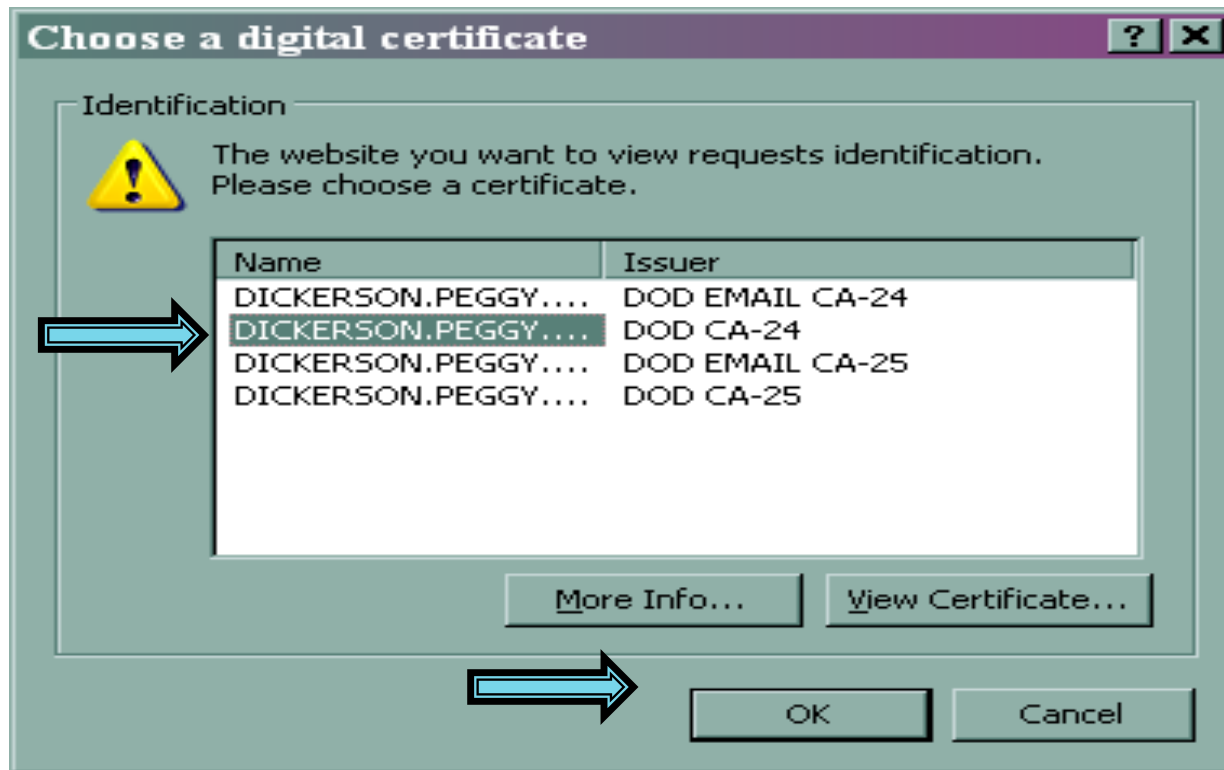 Choose a digital certificate
Identification
The website you want to view requests identification.
Please choose a certificate.
Name Issuer
DICKERSON.PEGGY.... DOD EMAIL CA-24
DICKERSON.PEGGY.... DOD CA-24
DICKERSON.PEGGY.... DOD EMAIL CA-25
DICKERSON.PEGGY.... DOD CA-25
More Info... View Certificate...
OK Cancel